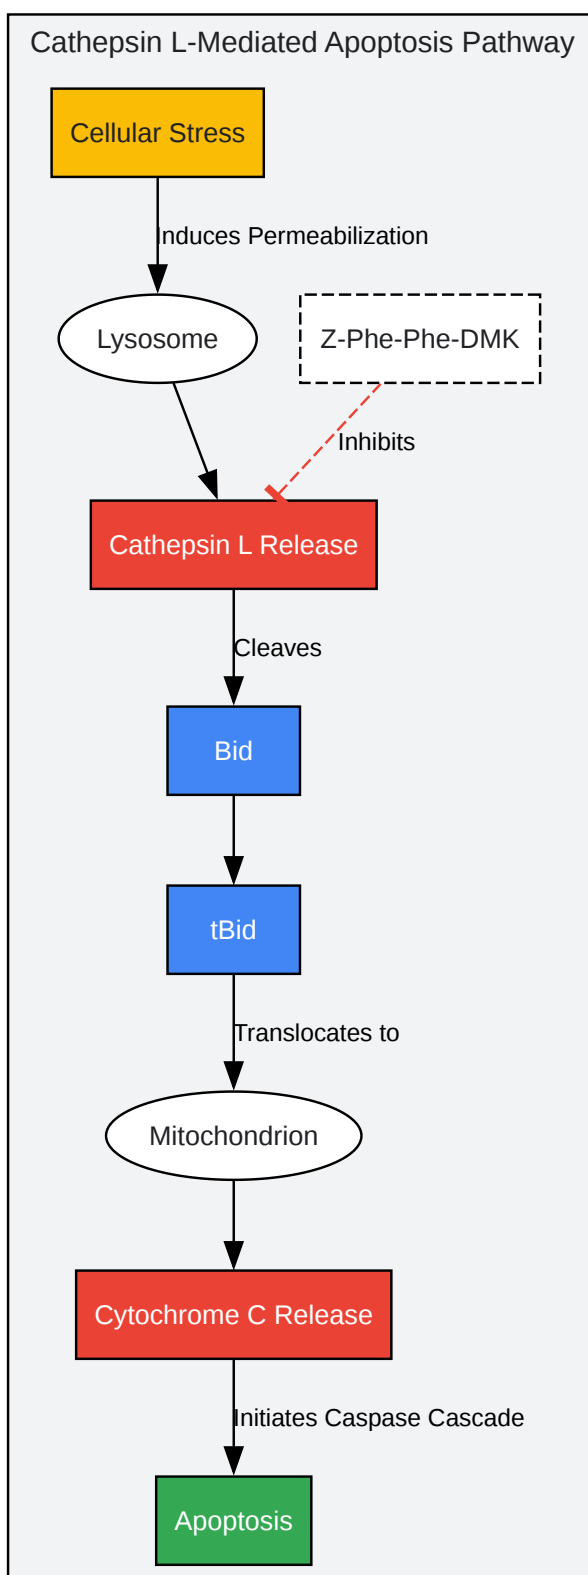 Cathepsin L-Mediated Apoptosis Pathway
Cellular Stress
Induces Permeabilization
Lysosome
Z-Phe-Phe-DMK
Inhibits
Cathepsin L Release
Cleaves
Bid
tBid
Translocates to
Mitochondrion
Cytochrome C Release
Initiates Caspase Cascade
Apoptosis